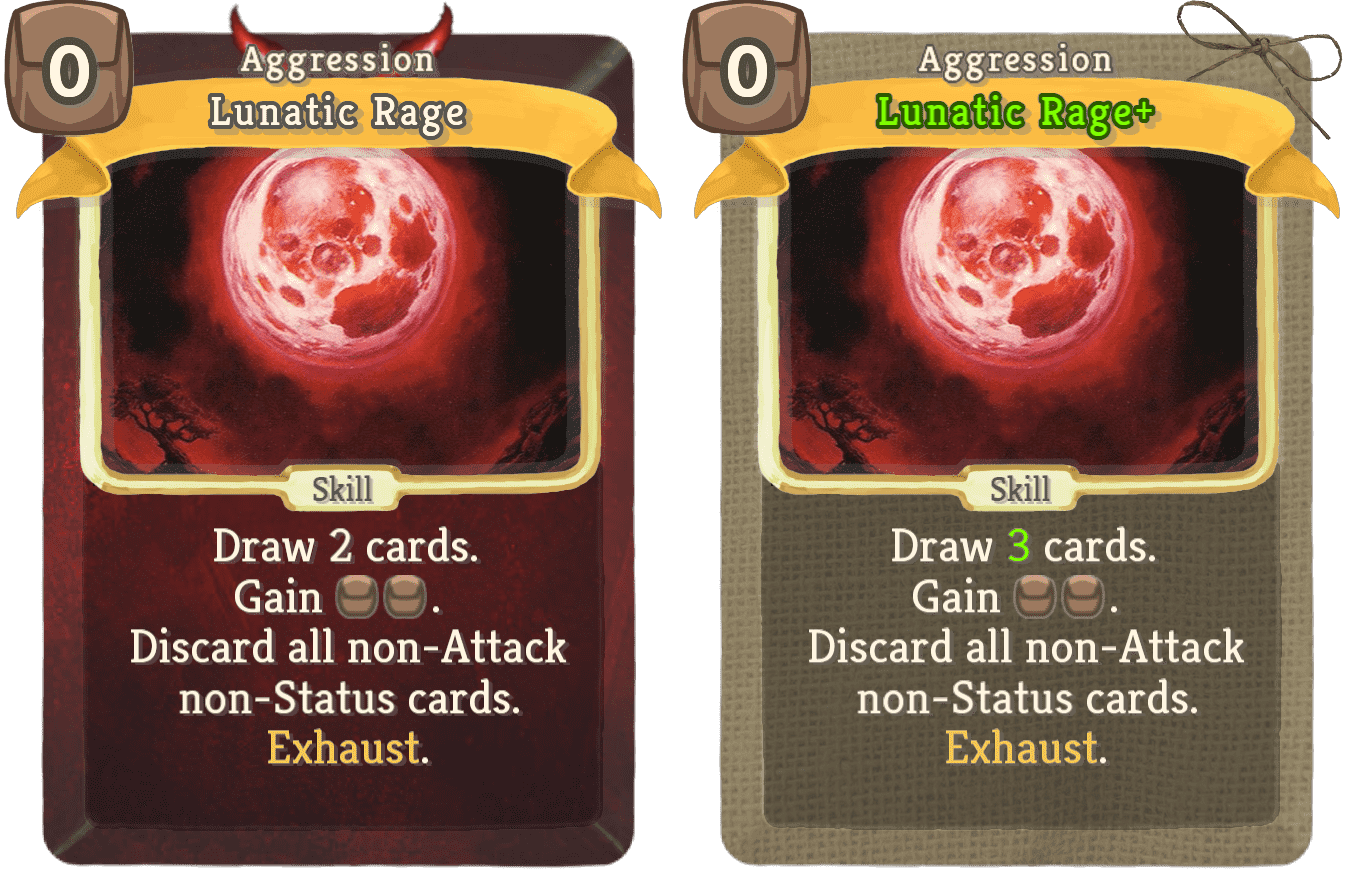 0
Aggression
Lunatic Rage
Skill
Draw 2 cards.
Gain .
Discard all non-Attack
non-Status cards.
Exhaust.
0
Aggression
Lunatic Rage+
Skill
Draw 3 cards.
Gain .
Discard all non-Attack
non-Status cards.
Exhaust.